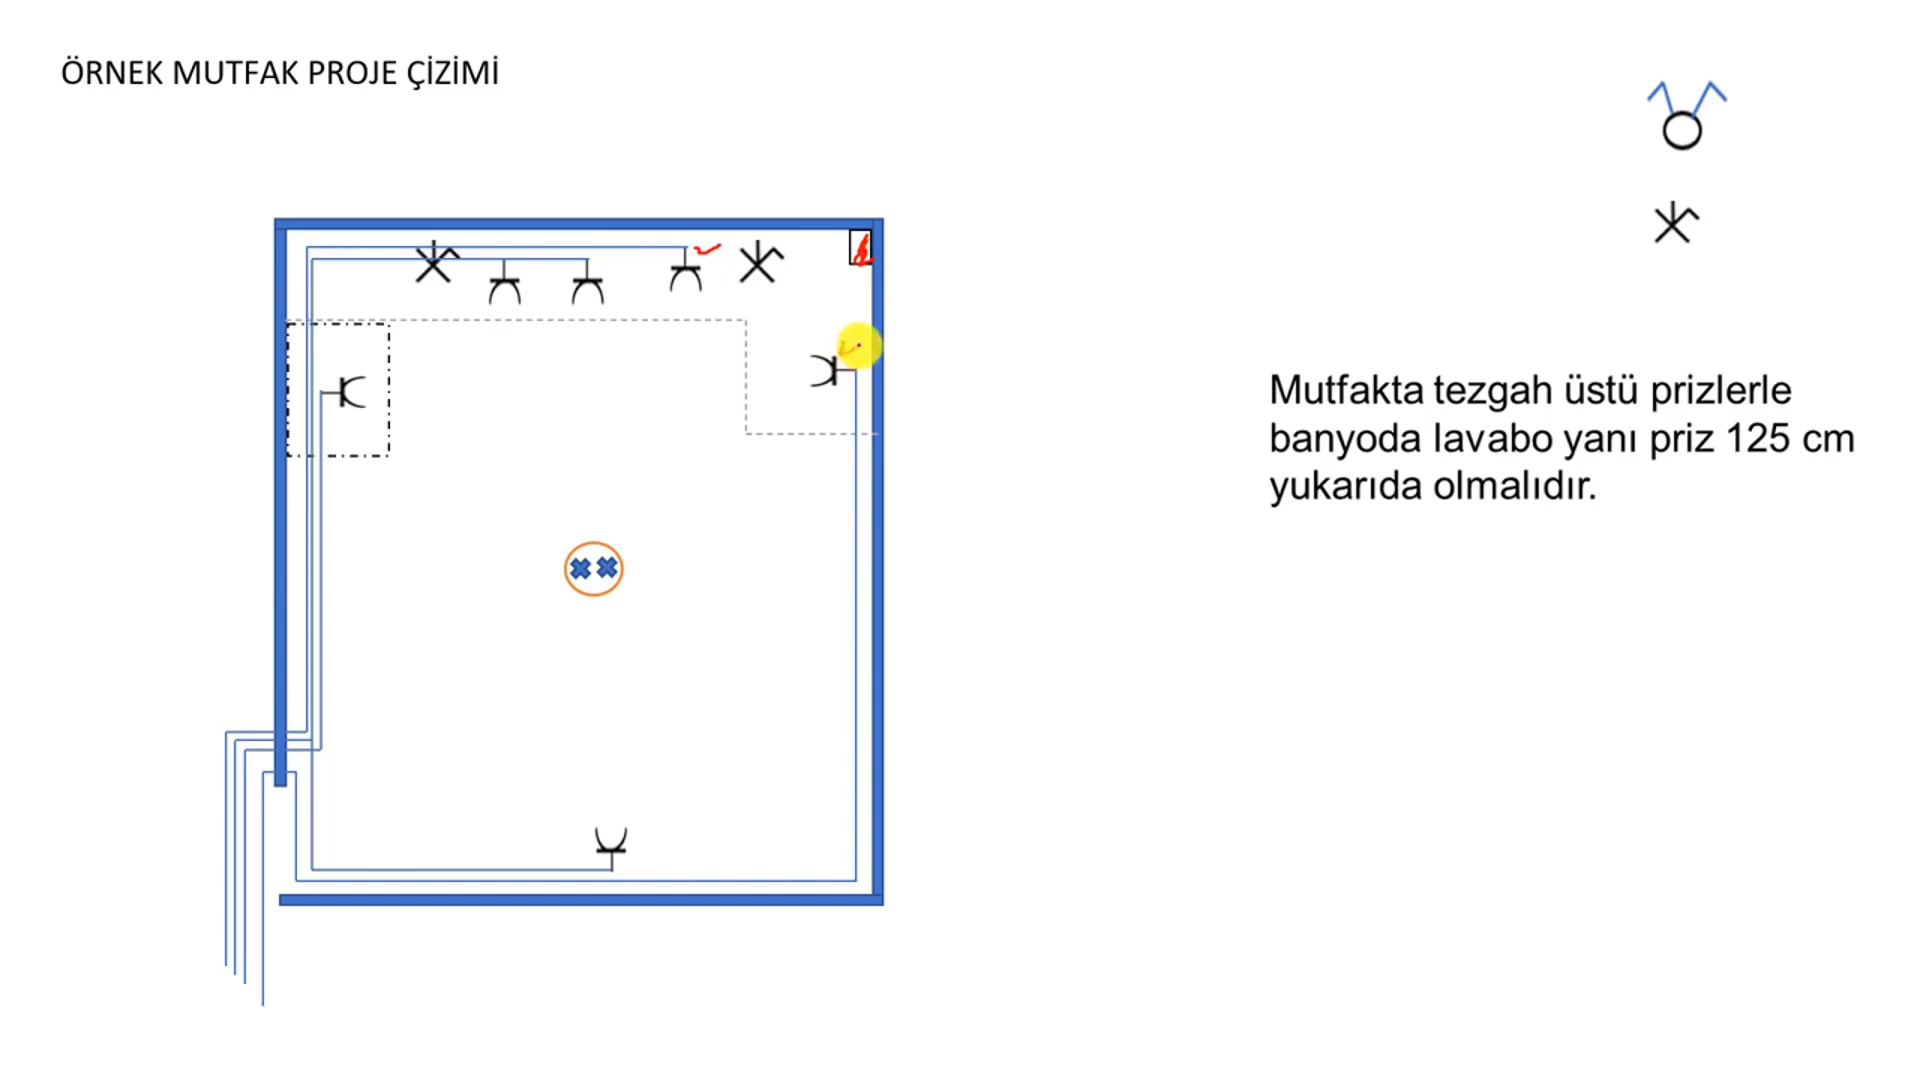 ÖRNEK MUTFAK PROJE ÇİZİMİ
Mutfakta tezgah üstü prizlerle
banyoda lavabo yanı priz 125 cm
yukarıda olmalıdır.